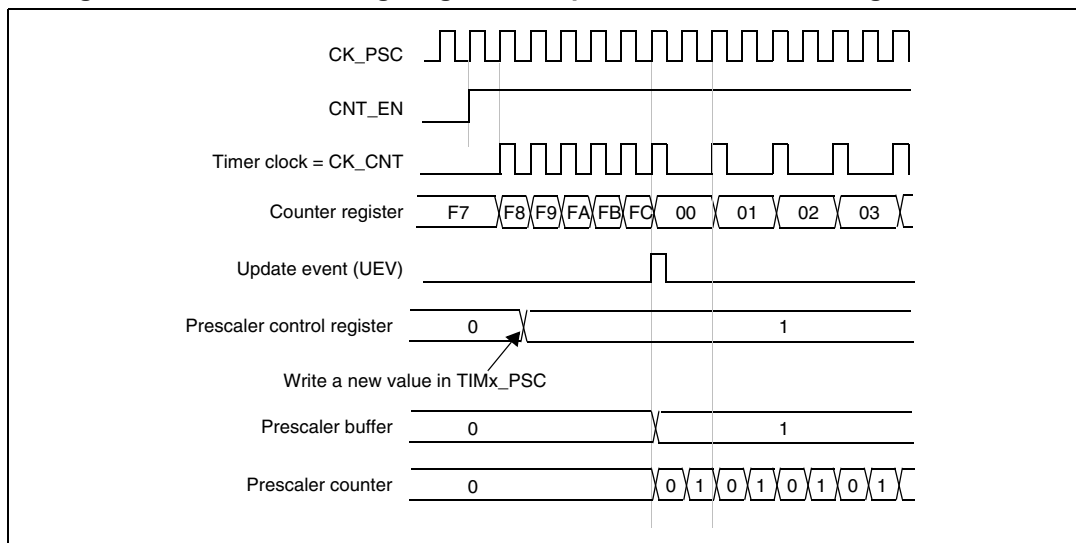 CK_PSC
CNT_EN
Timer clock = CK_CNT
Counter register F7 F8 F9 FA FB FC 00 01 02 03
Update event (UEV)
Prescaler control register 0 1
Write a new value in TIMx_PSC
Prescaler buffer 0 1
Prescaler counter 0 0 1 0 1 0 1 0 1